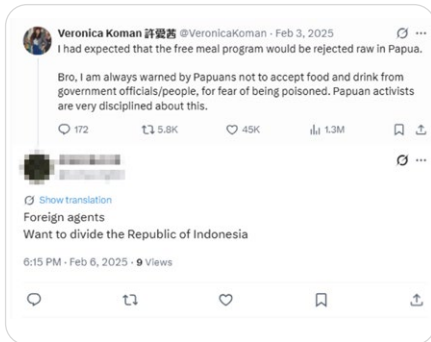 Veronica Koman 許愛茜 @VeronicaKoman · Feb 3, 2025
I had expected that the free meal program would be rejected raw in Papua.
Bro, I am always warned by Papuans not to accept food and drink from
government officials/people, for fear of being poisoned. Papuan activists
are very disciplined about this.
172 5.8K 45K 1.3M
Show translation
Foreign agents
Want to divide the Republic of Indonesia
6:15 PM · Feb 6, 2025 · 9 Views